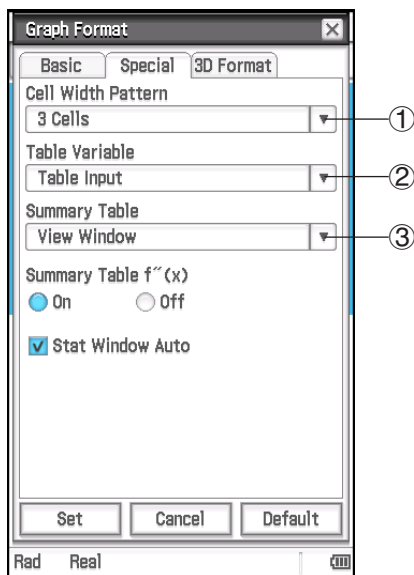 Graph Format
Basic Special 3D Format
Cell Width Pattern
3 Cells ①
Table Variable
Table Input ②
Summary Table
View Window ③
Summary Table f˝(x)
On Off
Stat Window Auto
Set Cancel Default
Rad Real